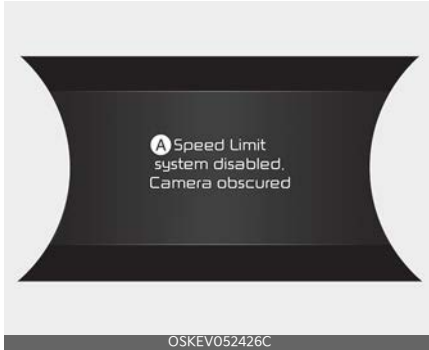 A Speed Limit
system disabled,
Camera obscured
OSKEV052426C